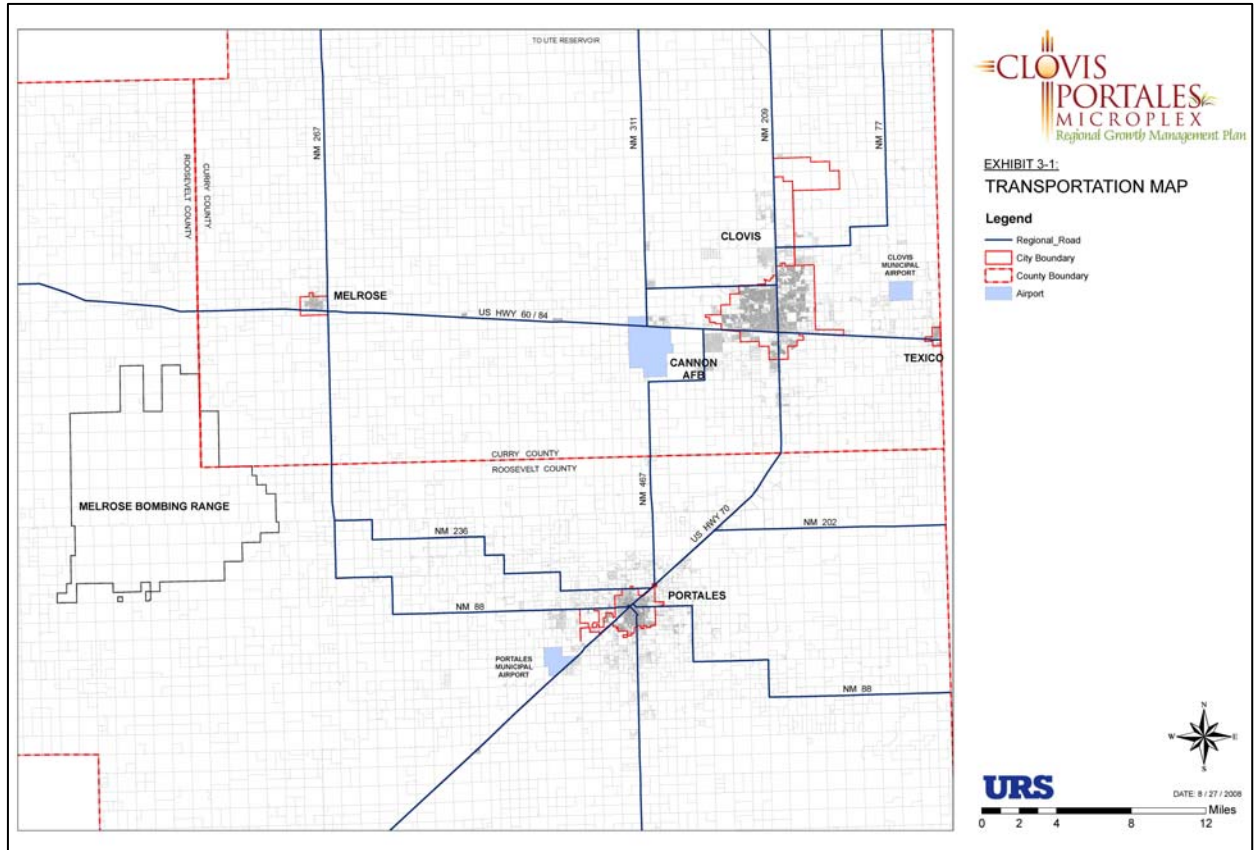 CLOVIS
PORTALES
MICROPLEX
Regional Growth Management Plan
EXHIBIT 3-1:
TRANSPORTATION MAP
Legend
Regional_Road
City Boundary
County Boundary
Airport
TO UTE RESERVOIR
NM 267
NM 311
NM 209
NM 77
ROOSEVELT COUNTY
CURRY COUNTY
CLOVIS
CLOVIS
MUNICIPAL
AIRPORT
MELROSE
US HWY 60 / 84
CANNON
AFB
TEXICO
CURRY COUNTY
ROOSEVELT COUNTY
MELROSE BOMBING RANGE
NM 467
US HWY 70
NM 202
NM 236
PORTALES
NM 88
PORTALES
MUNICIPAL
AIRPORT
NM 88
N
W
E
S
URS
DATE: 8 / 27 / 2008
Miles
0 2 4 8 12